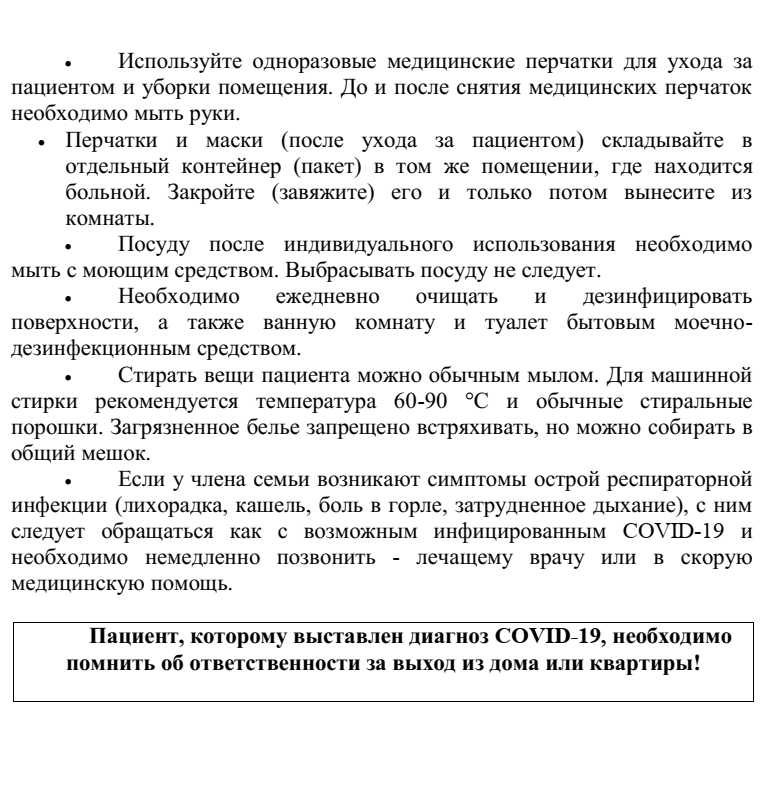 • Используйте одноразовые медицинские перчатки для ухода за
пациентом и уборки помещения. До и после снятия медицинских перчаток
необходимо мыть руки.
• Перчатки и маски (после ухода за пациентом) складывайте в
отдельный контейнер (пакет) в том же помещении, где находится
больной. Закройте (завяжите) его и только потом вынесите из
комнаты.
• Посуду после индивидуального использования необходимо
мыть с моющим средством. Выбрасывать посуду не следует.
• Необходимо ежедневно очищать и дезинфицировать
поверхности, а также ванную комнату и туалет бытовым моечно-
дезинфекционным средством.
• Стирать вещи пациента можно обычным мылом. Для машинной
стирки рекомендуется температура 60-90 °C и обычные стиральные
порошки. Загрязненное белье запрещено встряхивать, но можно собирать в
общий мешок.
• Если у члена семьи возникают симптомы острой респираторной
инфекции (лихорадка, кашель, боль в горле, затрудненное дыхание), с ним
следует обращаться как с возможным инфицированным COVID-19 и
необходимо немедленно позвонить - лечащему врачу или в скорую
медицинскую помощь.
Пациент, которому выставлен диагноз COVID-19, необходимо
помнить об ответственности за выход из дома или квартиры!